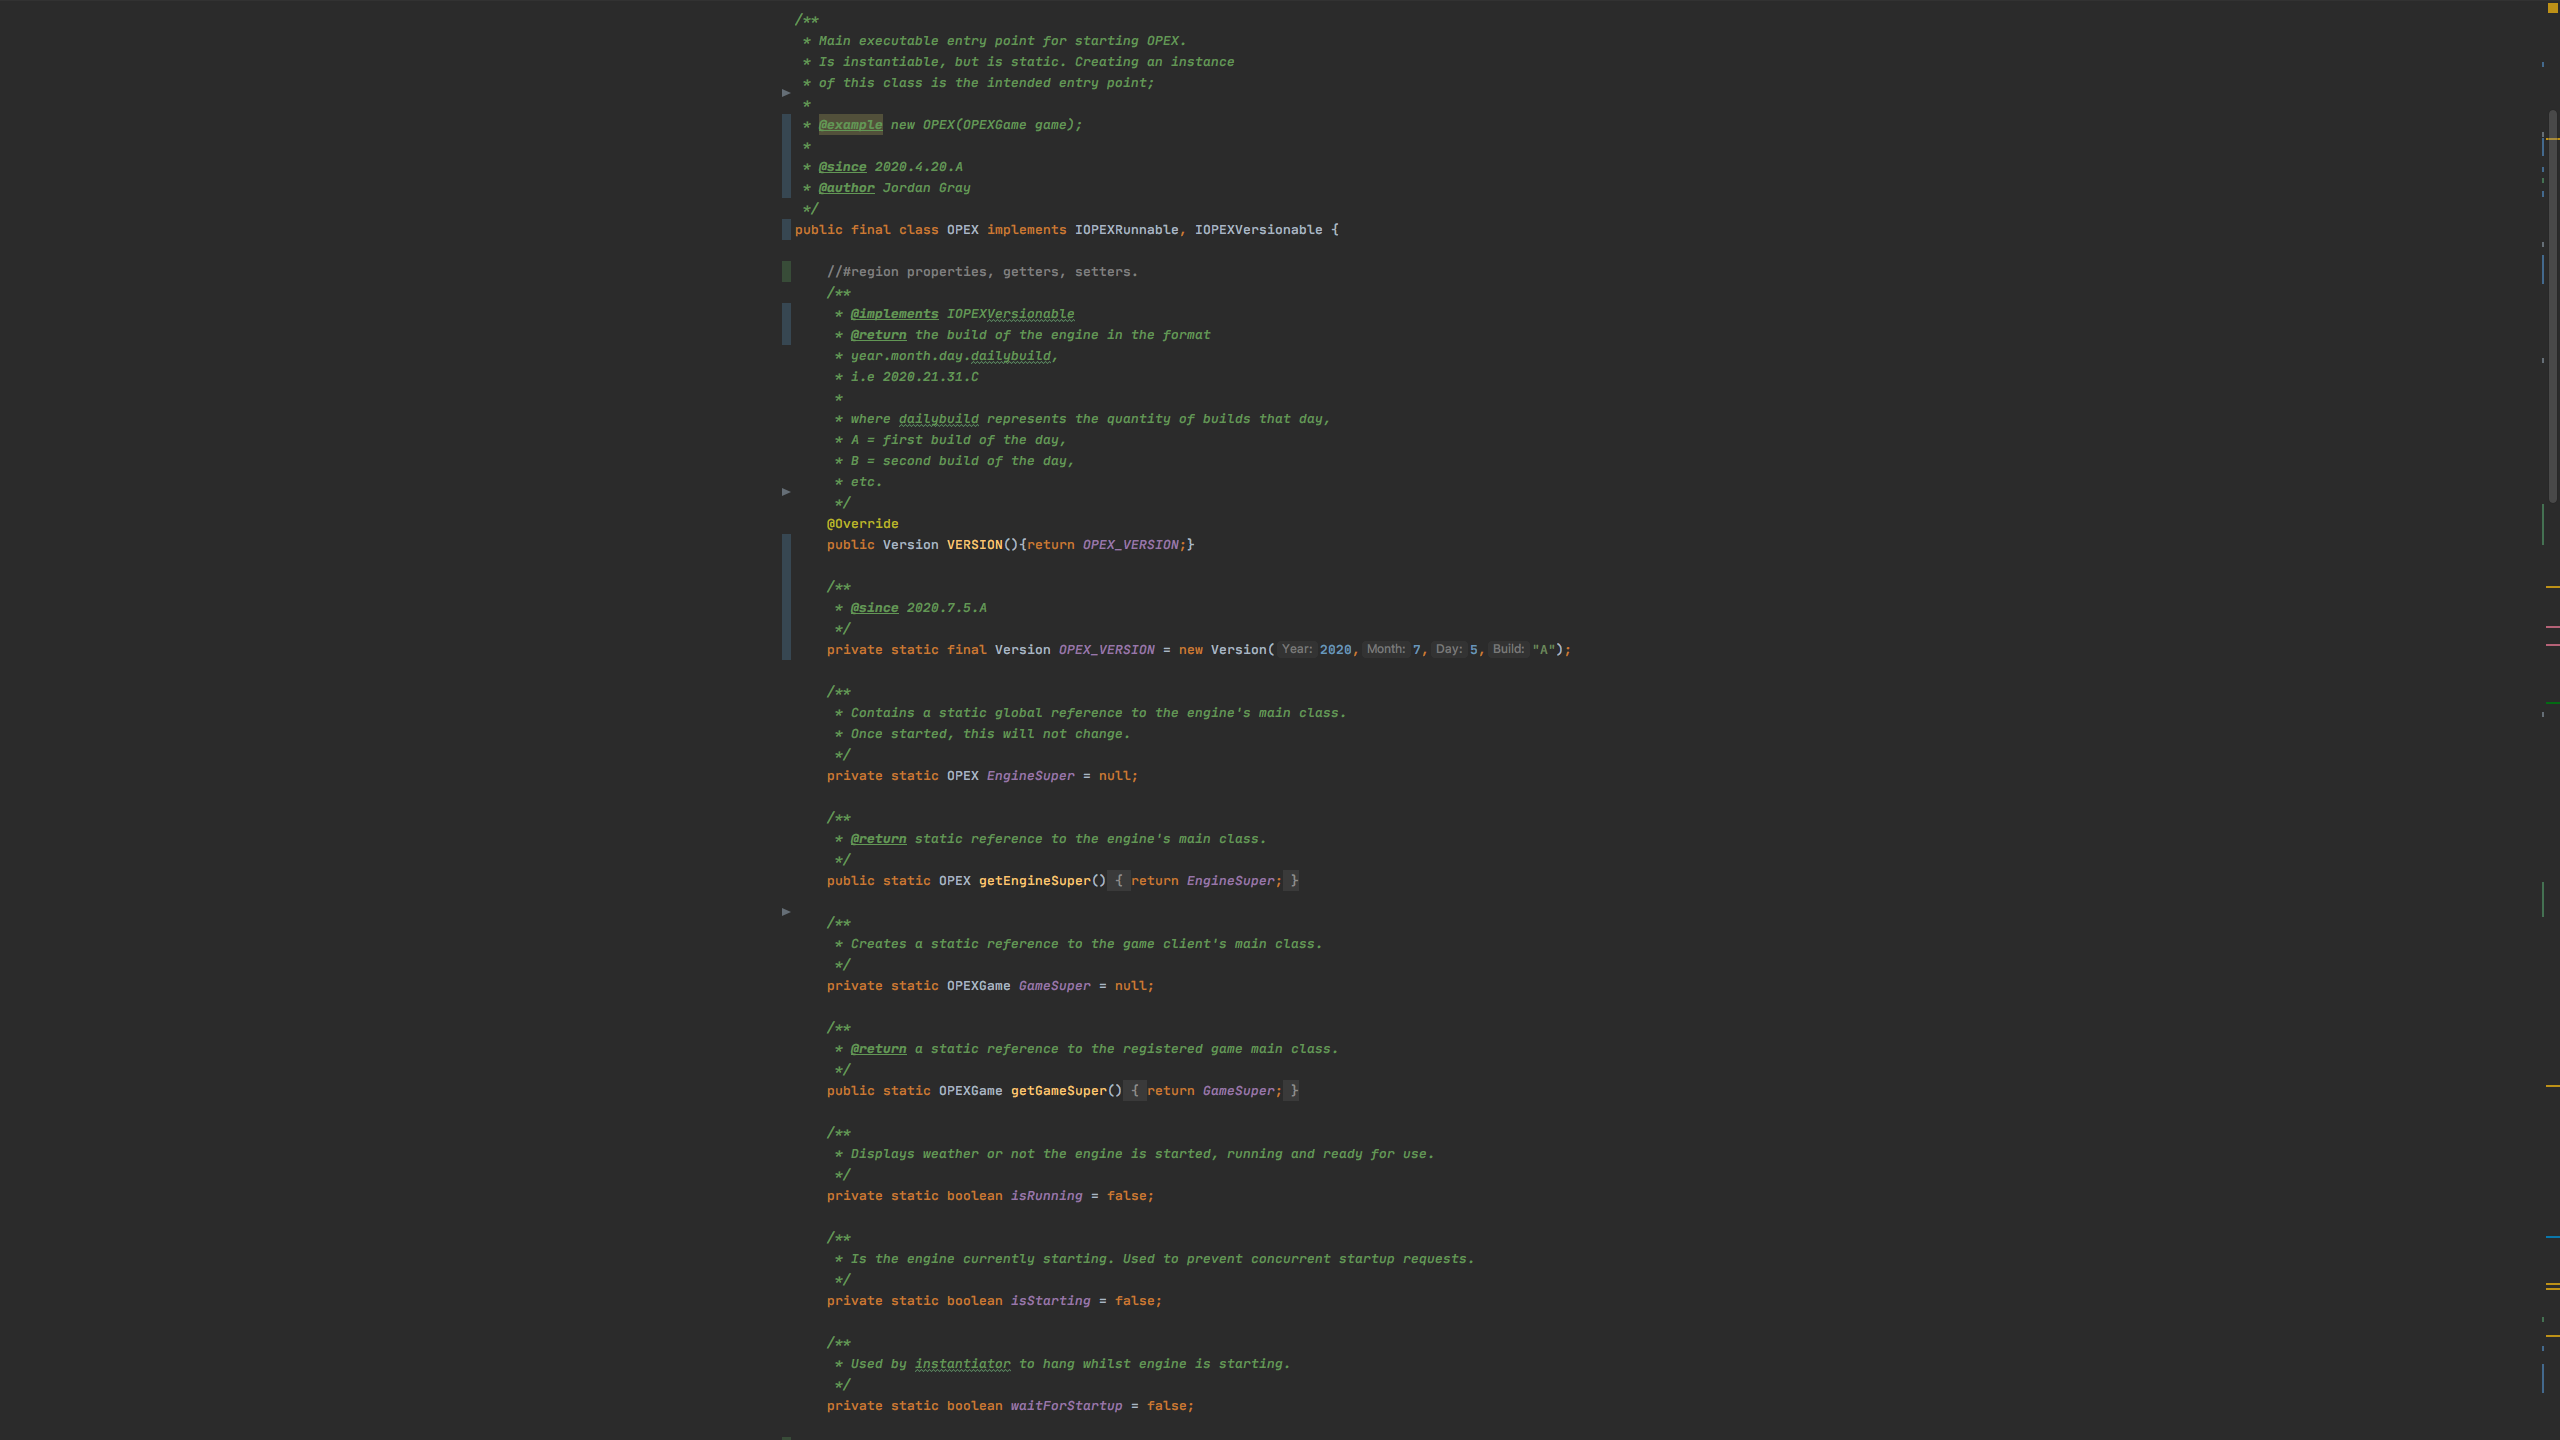 /**
 * Main executable entry point for starting OPEX.
 * Is instantiable, but is static. Creating an instance
 * of this class is the intended entry point;
 *
 * @example new OPEX(OPEXGame game);
 *
 * @since 2020.4.20.A
 * @author Jordan Gray
 */
public final class OPEX implements IOPEXRunnable, IOPEXVersionable {
//#region properties, getters, setters.
/**
 * @implements IOPEXVersionable
 * @return the build of the engine in the format
 * year.month.day.dailybuild,
 * i.e 2020.21.31.C
 *
 * where dailybuild represents the quantity of builds that day,
 * A = first build of the day,
 * B = second build of the day,
 * etc.
 */
@Override
public Version VERSION(){return OPEX_VERSION;}
/**
 * @since 2020.7.5.A
 */
private static final Version OPEX_VERSION = new Version( Year: 2020, Month: 7, Day: 5, Build: "A");
/**
 * Contains a static global reference to the engine's main class.
 * Once started, this will not change.
 */
private static OPEX EngineSuper = null;
/**
 * @return static reference to the engine's main class.
 */
public static OPEX getEngineSuper() { return EngineSuper; }
/**
 * Creates a static reference to the game client's main class.
 */
private static OPEXGame GameSuper = null;
/**
 * @return a static reference to the registered game main class.
 */
public static OPEXGame getGameSuper() { return GameSuper; }
/**
 * Displays weather or not the engine is started, running and ready for use.
 */
private static boolean isRunning = false;
/**
 * Is the engine currently starting. Used to prevent concurrent startup requests.
 */
private static boolean isStarting = false;
/**
 * Used by instantiator to hang whilst engine is starting.
 */
private static boolean waitForStartup = false;